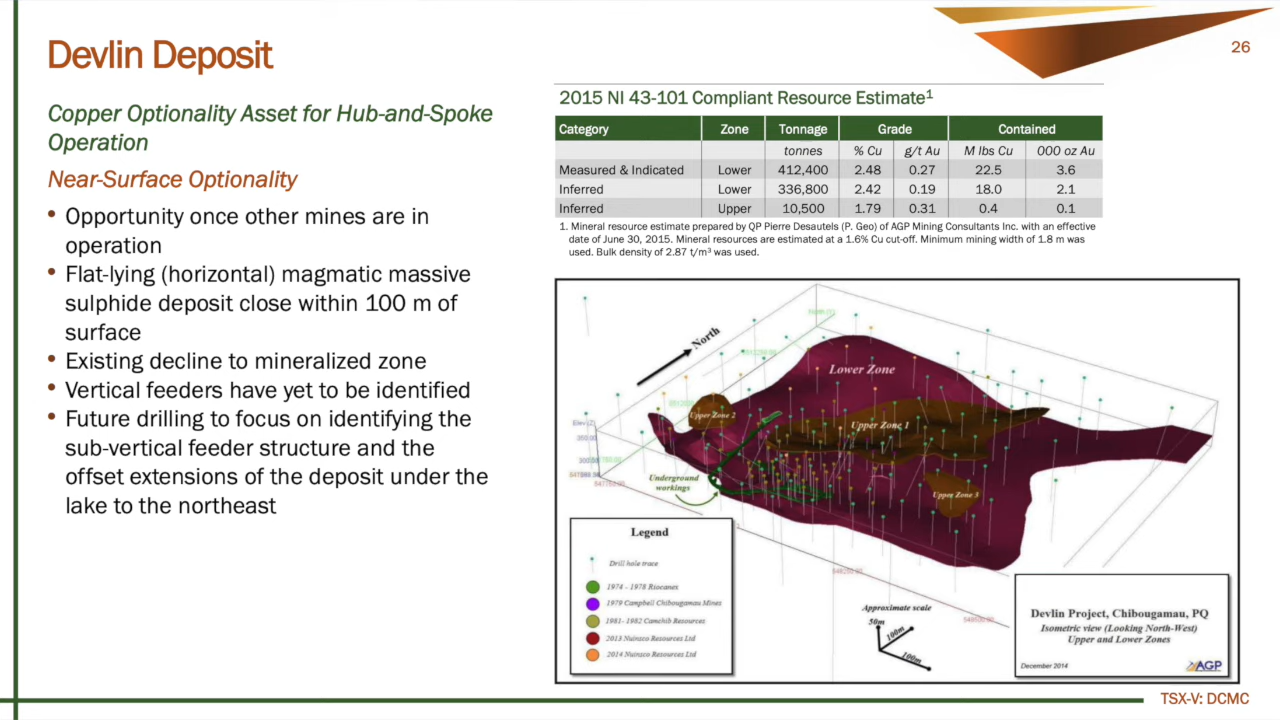 Devlin Deposit
26
Copper Optionality Asset for Hub-and-Spoke
Operation
Near-Surface Optionality
• Opportunity once other mines are in
operation
• Flat-lying (horizontal) magmatic massive
sulphide deposit close within 100 m of
surface
• Existing decline to mineralized zone
• Vertical feeders have yet to be identified
• Future drilling to focus on identifying the
sub-vertical feeder structure and the
offset extensions of the deposit under the
lake to the northeast
2015 NI 43-101 Compliant Resource Estimate¹
Category Zone Tonnage Grade Contained
tonnes % Cu g/t Au M lbs Cu 000 oz Au
Measured & Indicated Lower 412,400 2.48 0.27 22.5 3.6
Inferred Lower 336,800 2.42 0.19 18.0 2.1
Inferred Upper 10,500 1.79 0.31 0.4 0.1
1. Mineral resource estimate prepared by QP Pierre Desautels (P. Geo) of AGP Mining Consultants Inc. with an effective
date of June 30, 2015. Mineral resources are estimated at a 1.6% Cu cut-off. Minimum mining width of 1.8 m was
used. Bulk density of 2.87 t/m³ was used.
North
Lower Zone
Upper Zone 2
Upper Zone 1
Upper Zone 3
Underground
workings
Legend
Drill hole trace
1974 - 1978 Riocanex
1979 Campbell Chibougamau Mines
1981- 1982 Camchib Resources
2013 Nuinsco Resources Ltd
2014 Nuinsco Resources Ltd
Approximate scale
50m
100m
100m
Devlin Project, Chibougamau, PQ
Isometric view (Looking North-West)
Upper and Lower Zones
December 2014
AGP
TSX-V: DCMC